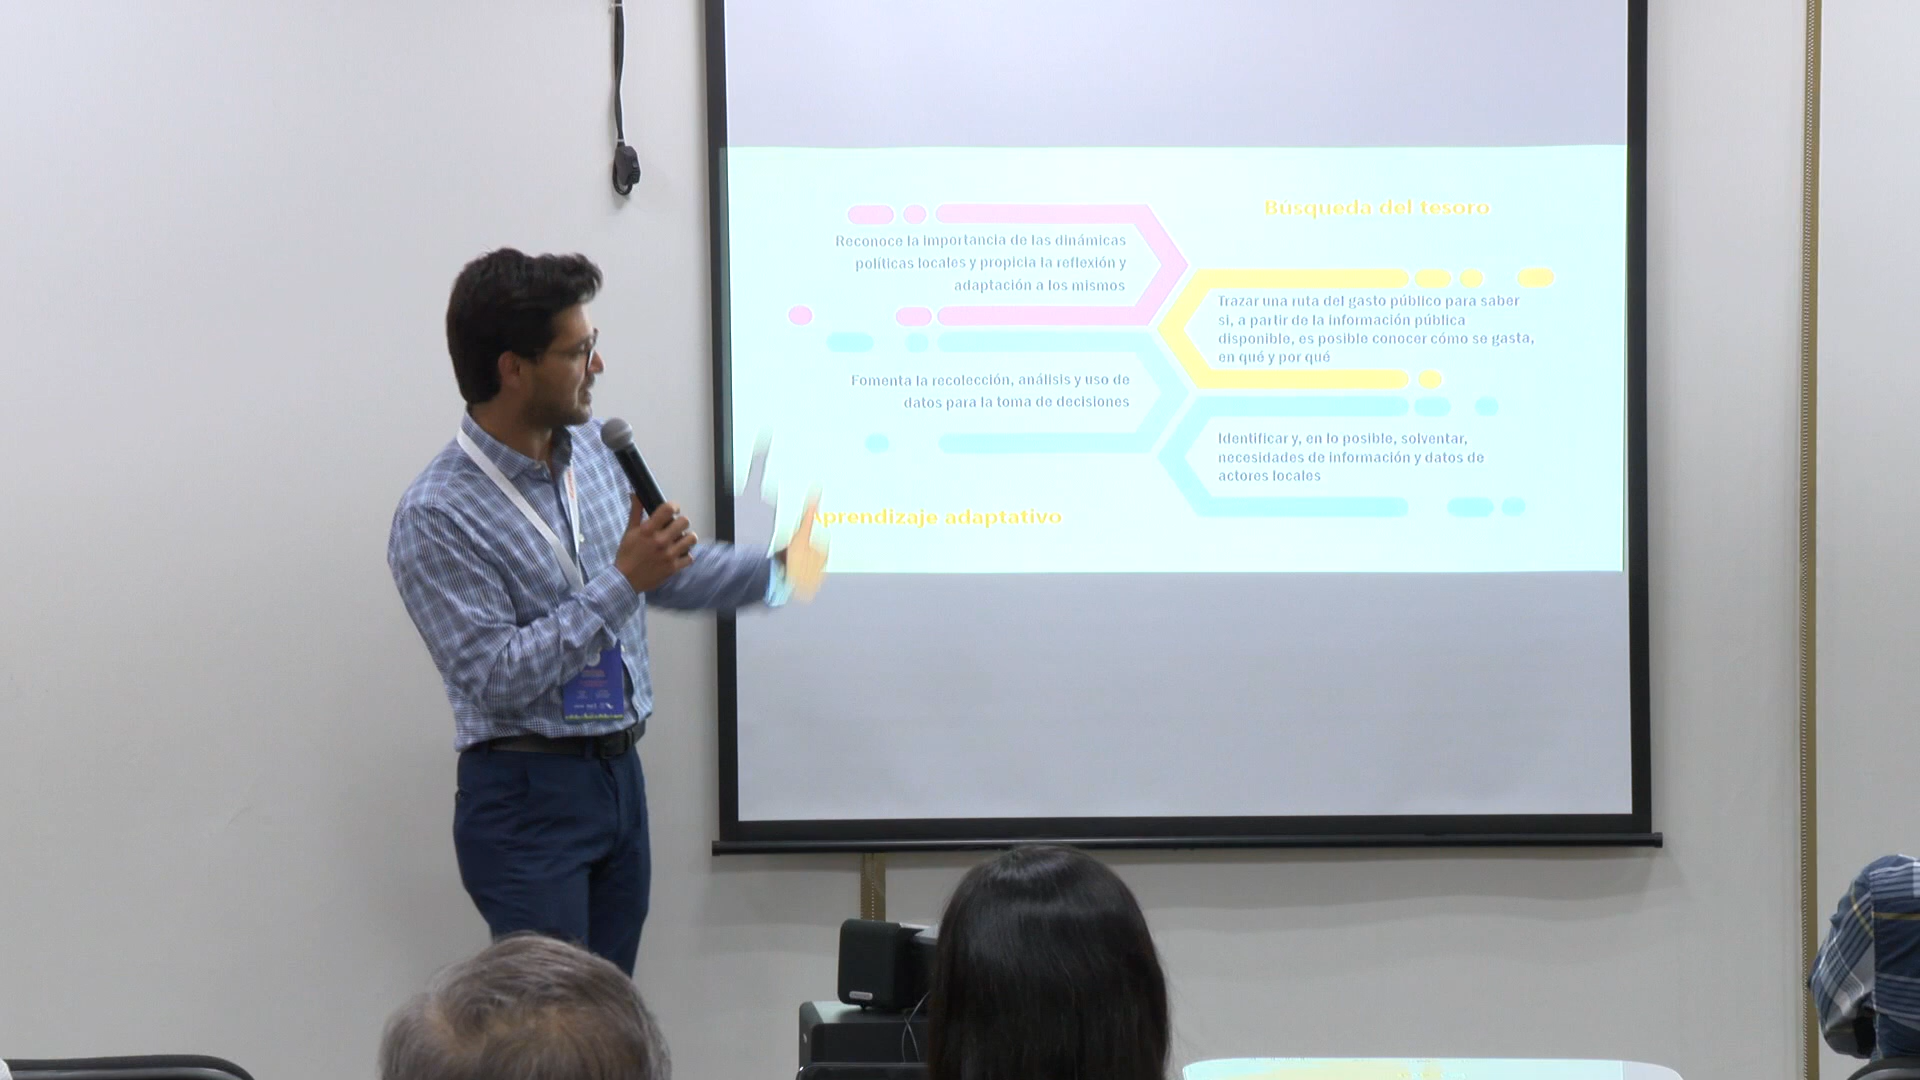 Búsqueda del tesoro
Reconoce la importancia de las dinámicas
políticas locales y propicia la reflexión y
adaptación a los mismos
Trazar una ruta del gasto público para saber
si, a partir de la información pública
disponible, es posible conocer cómo se gasta,
en qué y por qué
Fomenta la recolección, análisis y uso de
datos para la toma de decisiones
Identificar y, en lo posible, solventar,
necesidades de información y datos de
actores locales
Aprendizaje adaptativo